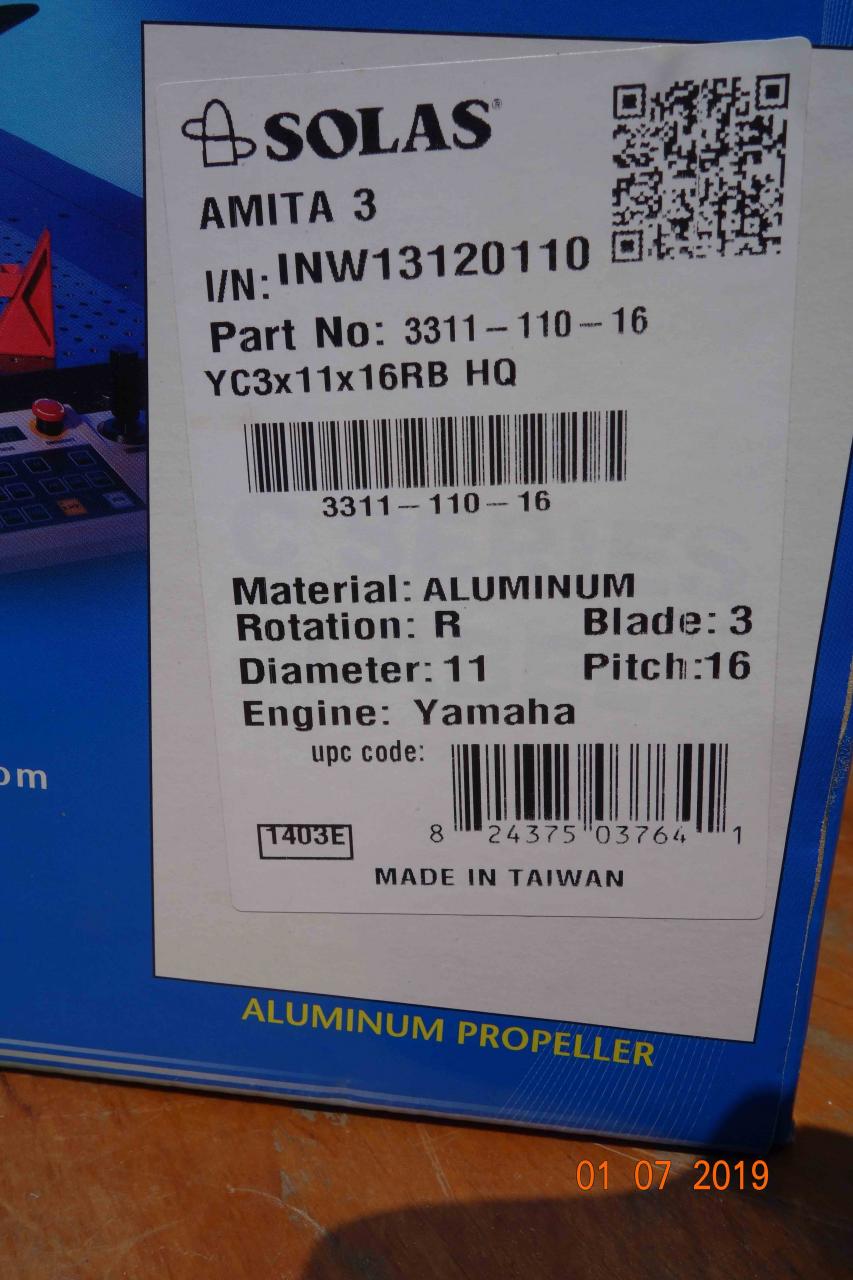 SOLAS®
AMITA 3
I/N: INW13120110
Part No: 3311-110-16
YC3x11x16RB HQ
3311-110-16
Material: ALUMINUM
Rotation: R Blade: 3
Diameter: 11 Pitch:16
Engine: Yamaha
upc code:
8 24375 03764 1
1403E
MADE IN TAIWAN
om
ALUMINUM PROPELLER
01 07 2019